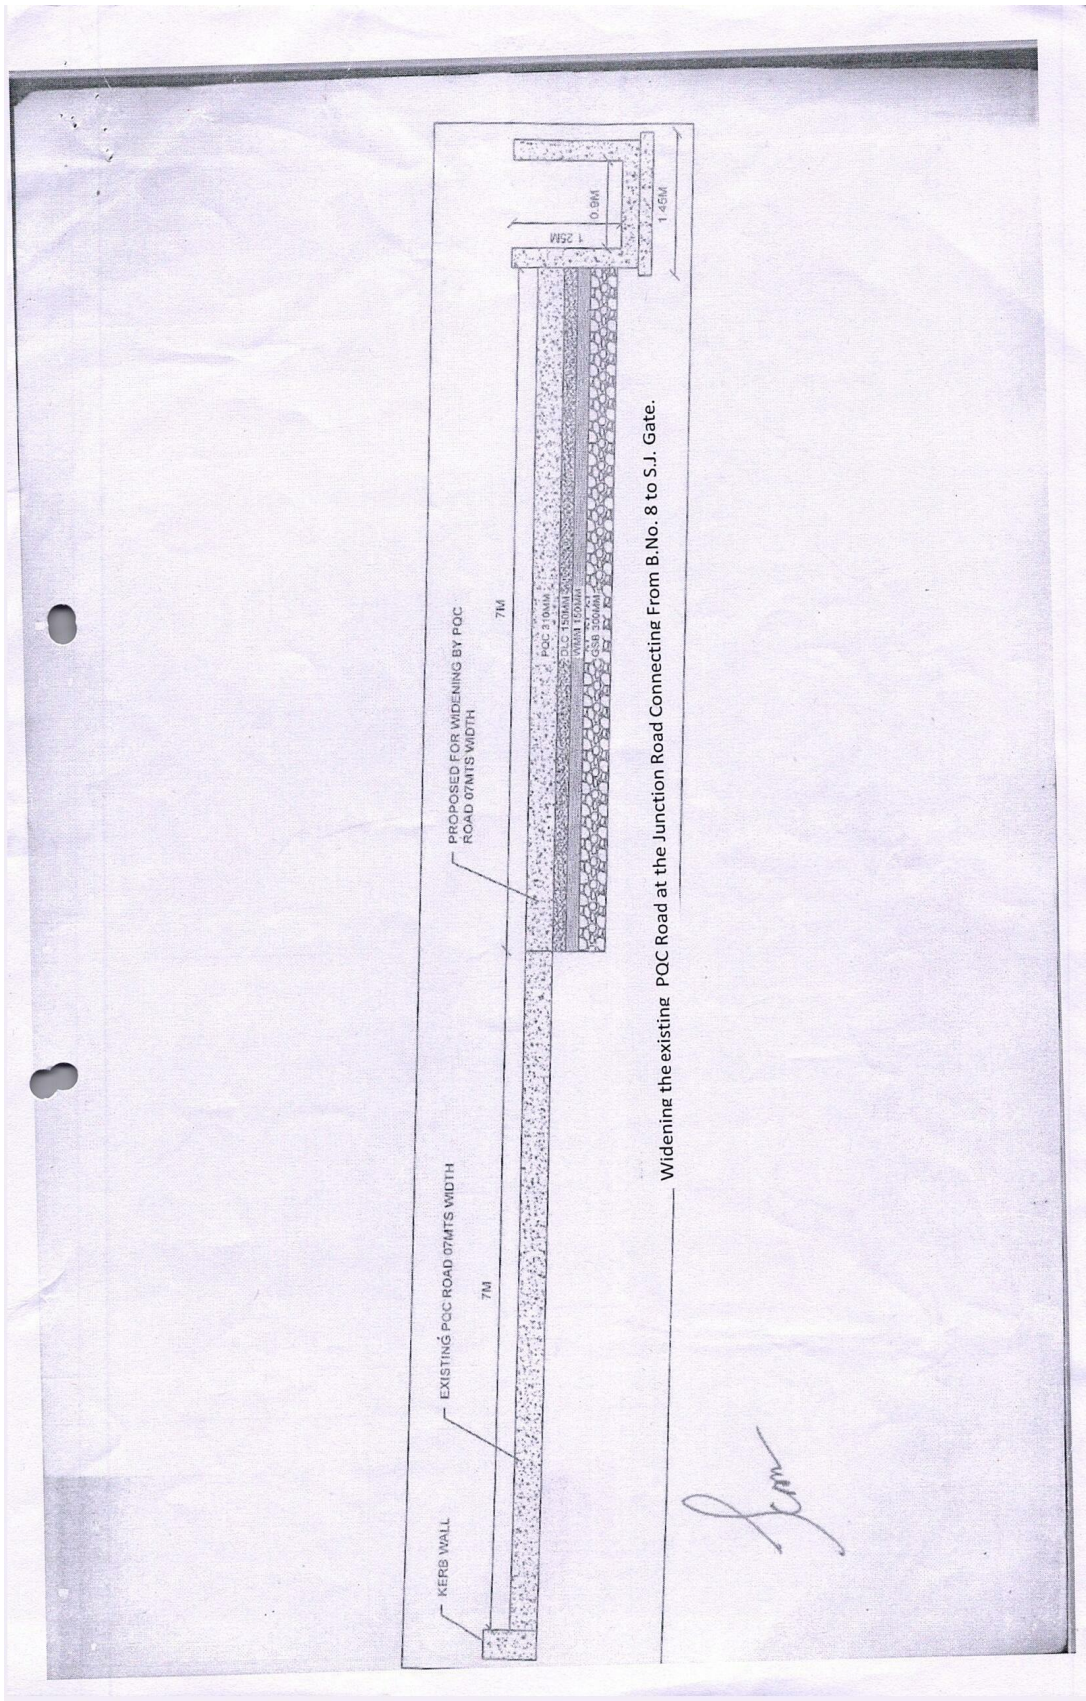 KERB WALL
EXISTING PQC ROAD 07MTS WIDTH
PROPOSED FOR WIDENING BY PQC
ROAD 07MTS WIDTH
7M
7M
PQC 310MM
DLC 150MM
WMM 150MM
GSB 300MM
1.25M
0.9M
1.45M
Widening the existing PQC Road at the Junction Road Connecting From B.No. 8 to S.J. Gate.